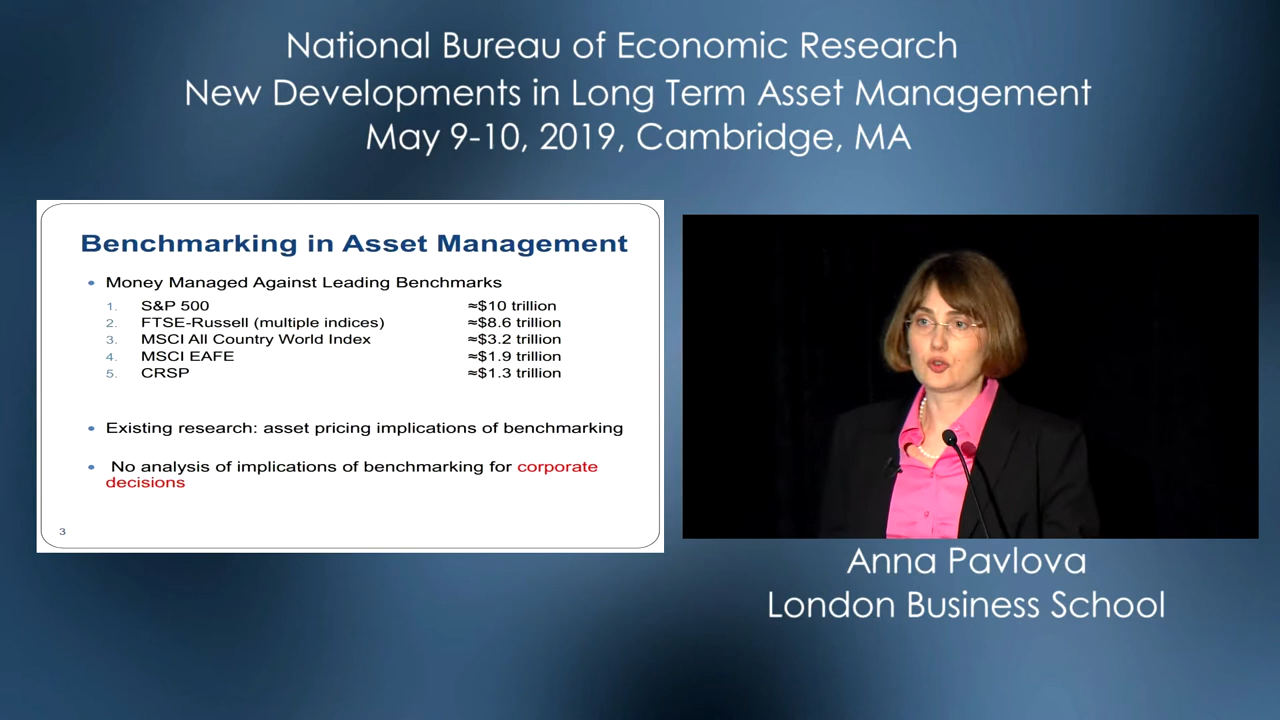 National Bureau of Economic Research
New Developments in Long Term Asset Management
May 9-10, 2019, Cambridge, MA
Benchmarking in Asset Management
• Money Managed Against Leading Benchmarks
1. S&P 500 ≈$10 trillion
2. FTSE-Russell (multiple indices) ≈$8.6 trillion
3. MSCI All Country World Index ≈$3.2 trillion
4. MSCI EAFE ≈$1.9 trillion
5. CRSP ≈$1.3 trillion
• Existing research: asset pricing implications of benchmarking
• No analysis of implications of benchmarking for corporate
decisions
3
Anna Pavlova
London Business School